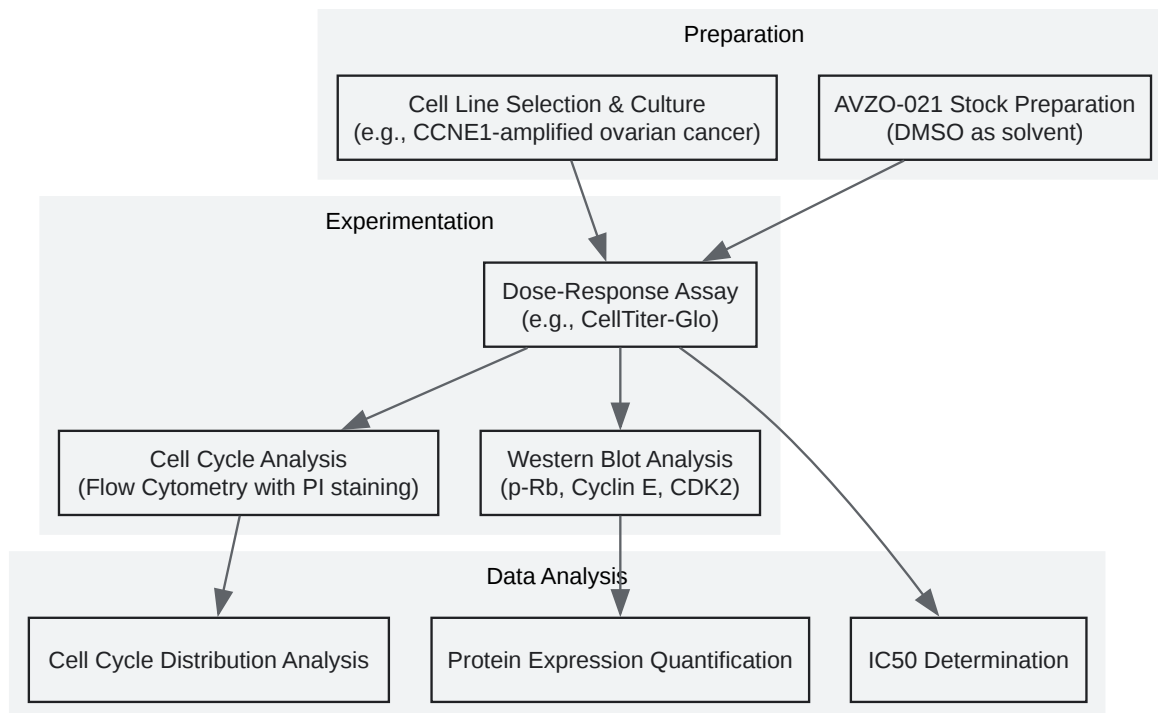 Preparation
Cell Line Selection & Culture
(e.g., CCNE1-amplified ovarian cancer)
AVZO-021 Stock Preparation
(DMSO as solvent)
Experimentation
Dose-Response Assay
(e.g., CellTiter-Glo)
Cell Cycle Analysis
(Flow Cytometry with PI staining)
Western Blot Analysis
(p-Rb, Cyclin E, CDK2)
Data Analysis
Cell Cycle Distribution Analysis
Protein Expression Quantification
IC50 Determination